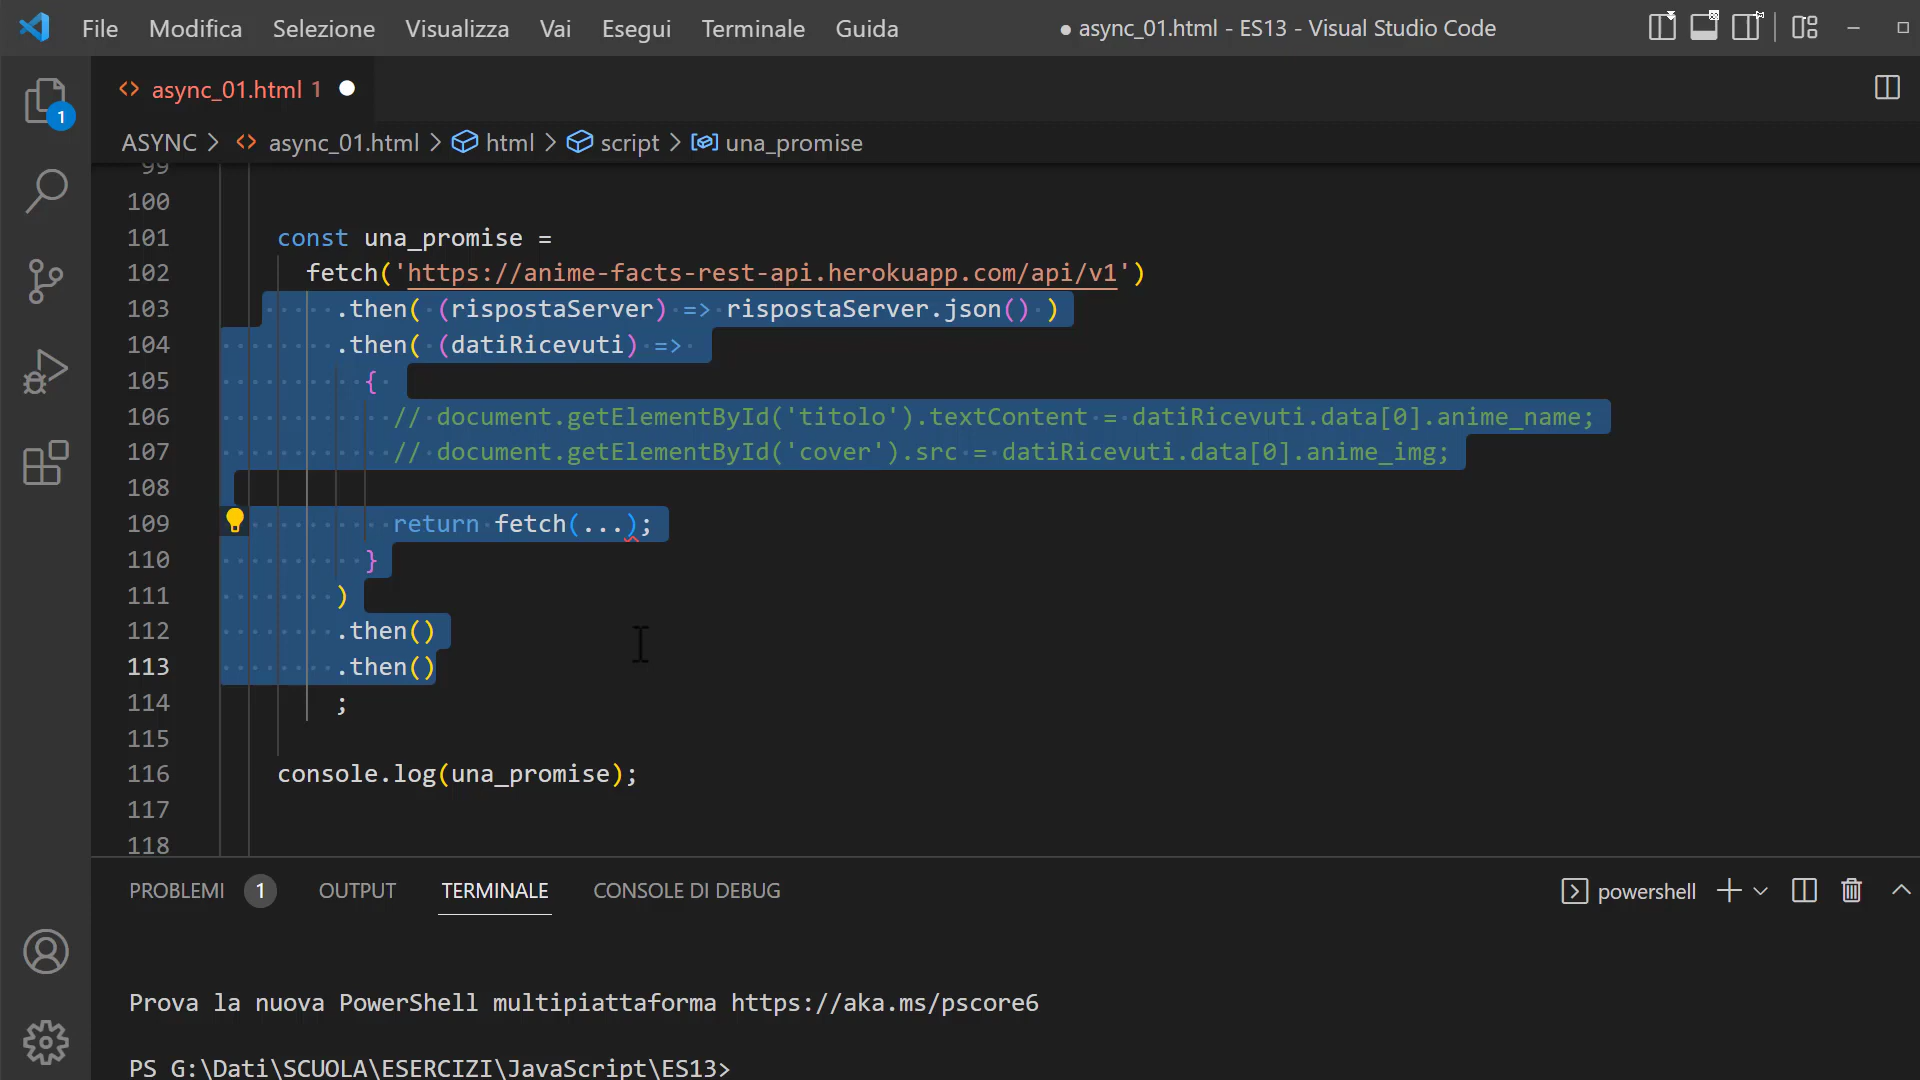 File Modifica Selezione Visualizza Vai Esegui Terminale Guida ● async_01.html - ES13 - Visual Studio Code
async_01.html 1
ASYNC > async_01.html > html > script > una_promise
99
100
101 const una_promise =
102 fetch('https://anime-facts-rest-api.herokuapp.com/api/v1')
103 .then( (rispostaServer) => rispostaServer.json() )
104 .then( (datiRicevuti) =>
105 {
106 // document.getElementById('titolo').textContent = datiRicevuti.data[0].anime_name;
107 // document.getElementById('cover').src = datiRicevuti.data[0].anime_img;
108
109 return fetch(...);
110 }
111 )
112 .then()
113 .then()
114 ;
115
116 console.log(una_promise);
117
118
PROBLEMI 1 OUTPUT TERMINALE CONSOLE DI DEBUG powershell
Prova la nuova PowerShell multipiattaforma https://aka.ms/pscore6
PS G:\Dati\SCUOLA\ESERCIZI\JavaScript\ES13>
1